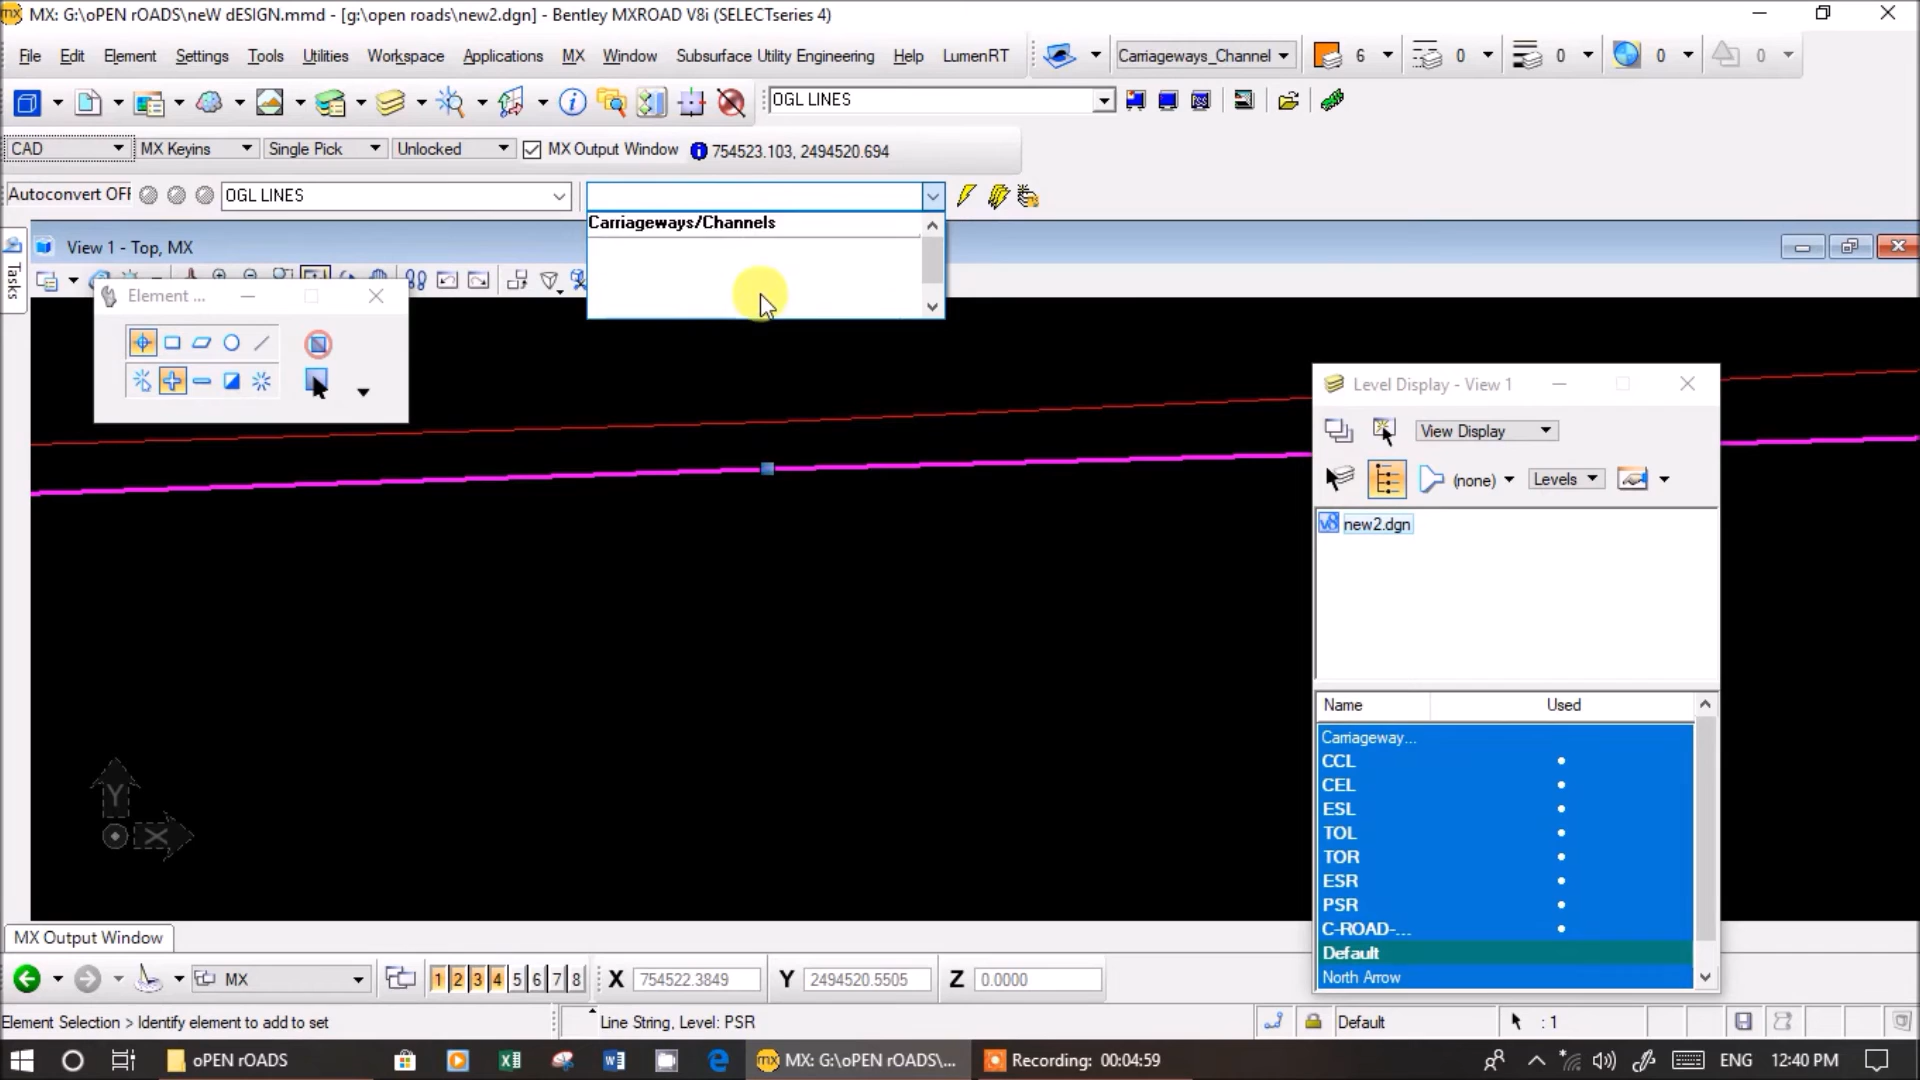 MX: G:\oPEN rOADS\neW dESIGN.mmd - [g:\open roads\new2.dgn] - Bentley MXROAD V8i (SELECTseries 4)
File Edit Element Settings Tools Utilities Workspace Applications MX Window Subsurface Utility Engineering Help LumenRT Carriageways_Channel 6 0 0 0 0
OGL LINES
CAD MX Keyins Single Pick Unlocked MX Output Window 754523.103, 2494520.694
Autoconvert OFF OGL LINES
Carriageways/Channels
View 1 - Top, MX
Tasks
Element ...
Level Display - View 1
View Display
(none) Levels
new2.dgn
Name Used
Carriageway...
CCL
CEL
ESL
TOL
TOR
ESR
PSR
C-ROAD-...
Default
North Arrow
Y
X
MX Output Window
MX 1 2 3 4 5 6 7 8 X 754522.3849 Y 2494520.5505 Z 0.0000
Element Selection > Identify element to add to set Line String, Level: PSR Default : 1
oPEN rOADS MX: G:\oPEN rOADS\... Recording: 00:04:59 ENG 12:40 PM